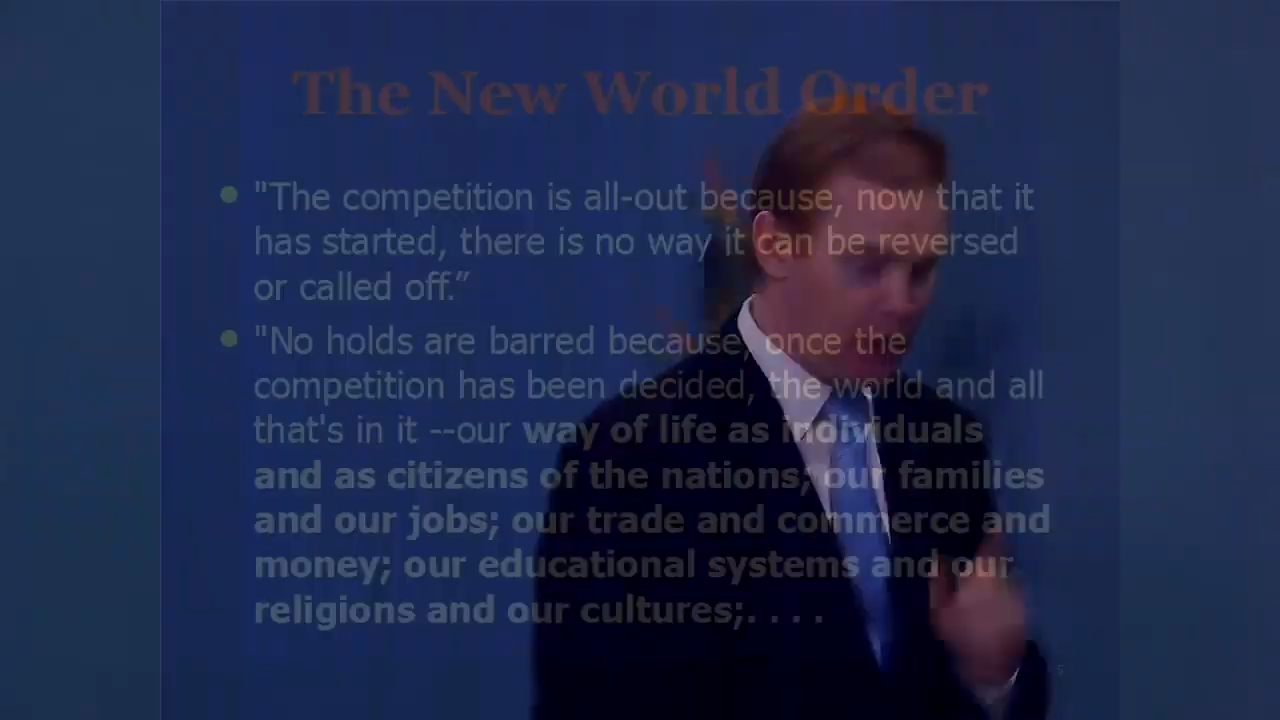 The New World Order
• "The competition is all-out because, now that it
has started, there is no way it can be reversed
or called off.”
• "No holds are barred because, once the
competition has been decided, the world and all
that's in it --our way of life as individuals
and as citizens of the nations; our families
and our jobs; our trade and commerce and
money; our educational systems and our
religions and our cultures;. . . .